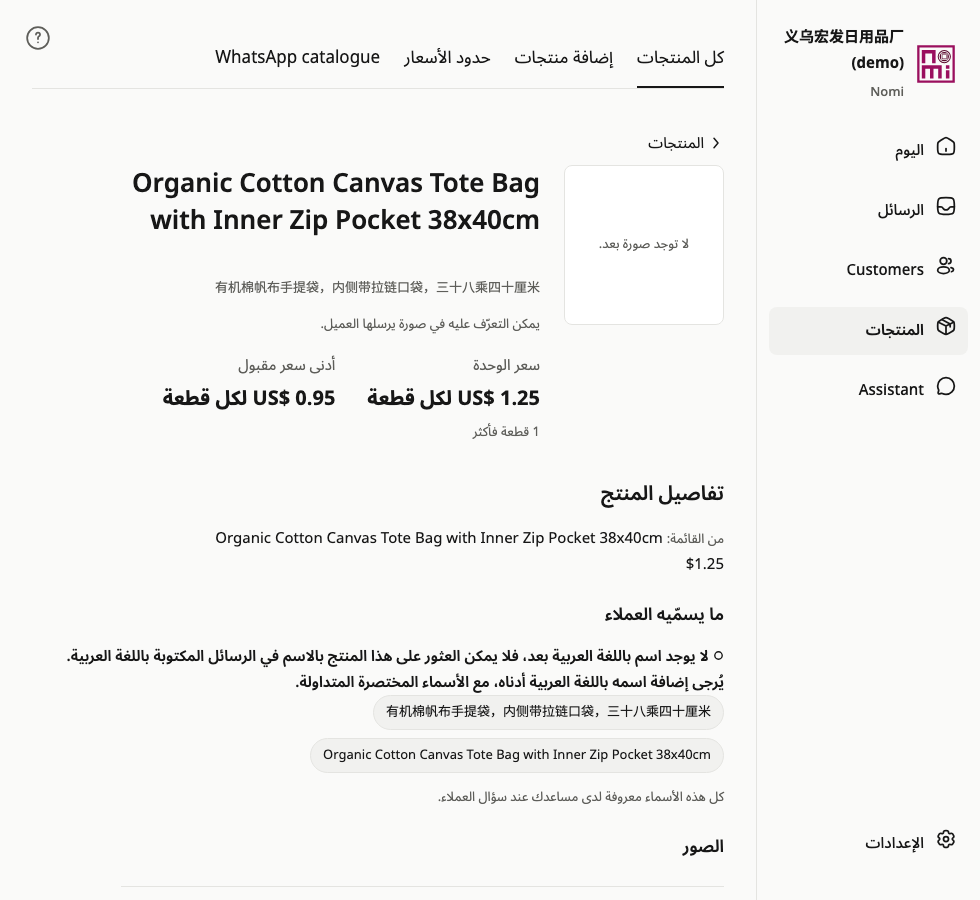 义乌宏发日用品厂
(demo)
Nomi
اليوم
الرسائل
Customers
المنتجات
Assistant
الإعدادات
كل المنتجات
إضافة منتجات
حدود الأسعار
WhatsApp catalogue
?
المنتجات
لا توجد صورة بعد.
Organic Cotton Canvas Tote Bag
with Inner Zip Pocket 38x40cm
有机棉帆布手提袋，内侧带拉链口袋，三十八乘四十厘米
يمكن التعرّف عليه في صورة يرسلها العميل.
سعر الوحدة
US$ 1.25 لكل قطعة
1 قطعة فأكثر
أدنى سعر مقبول
US$ 0.95 لكل قطعة
تفاصيل المنتج
من القائمة: Organic Cotton Canvas Tote Bag with Inner Zip Pocket 38x40cm
$1.25
ما يسمّيه العملاء
لا يوجد اسم باللغة العربية بعد، فلا يمكن العثور على هذا المنتج بالاسم في الرسائل المكتوبة باللغة العربية.
يُرجى إضافة اسمه باللغة العربية أدناه، مع الأسماء المختصرة المتداولة.
有机棉帆布手提袋，内侧带拉链口袋，三十八乘四十厘米
Organic Cotton Canvas Tote Bag with Inner Zip Pocket 38x40cm
كل هذه الأسماء معروفة لدى مساعدك عند سؤال العملاء.
الصور